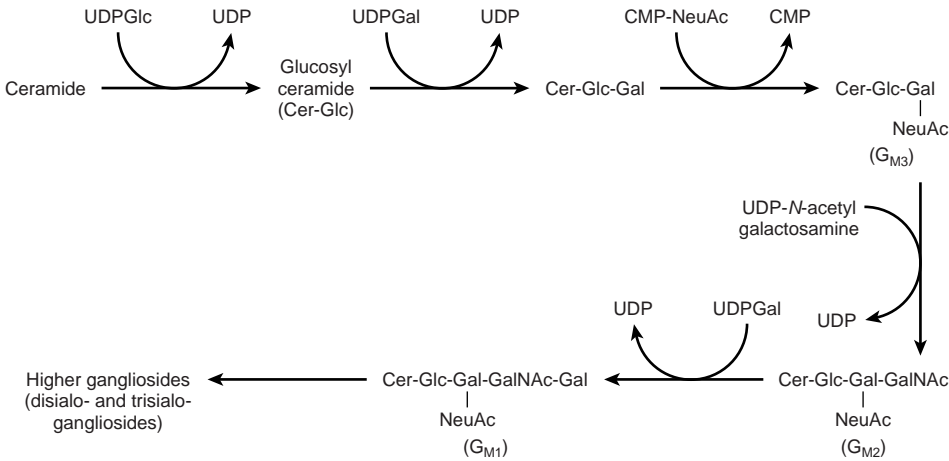 UDPGlc UDP UDPGal UDP CMP-NeuAc CMP
Ceramide
Glucosyl
ceramide
(Cer-Glc)
Cer-Glc-Gal
Cer-Glc-Gal
NeuAc
(GM3)
UDP-N-acetyl
galactosamine
UDP
UDP UDPGal
Higher gangliosides
(disialo- and trisialo-
gangliosides)
Cer-Glc-Gal-GalNAc-Gal
NeuAc
(GM1)
Cer-Glc-Gal-GalNAc
NeuAc
(GM2)